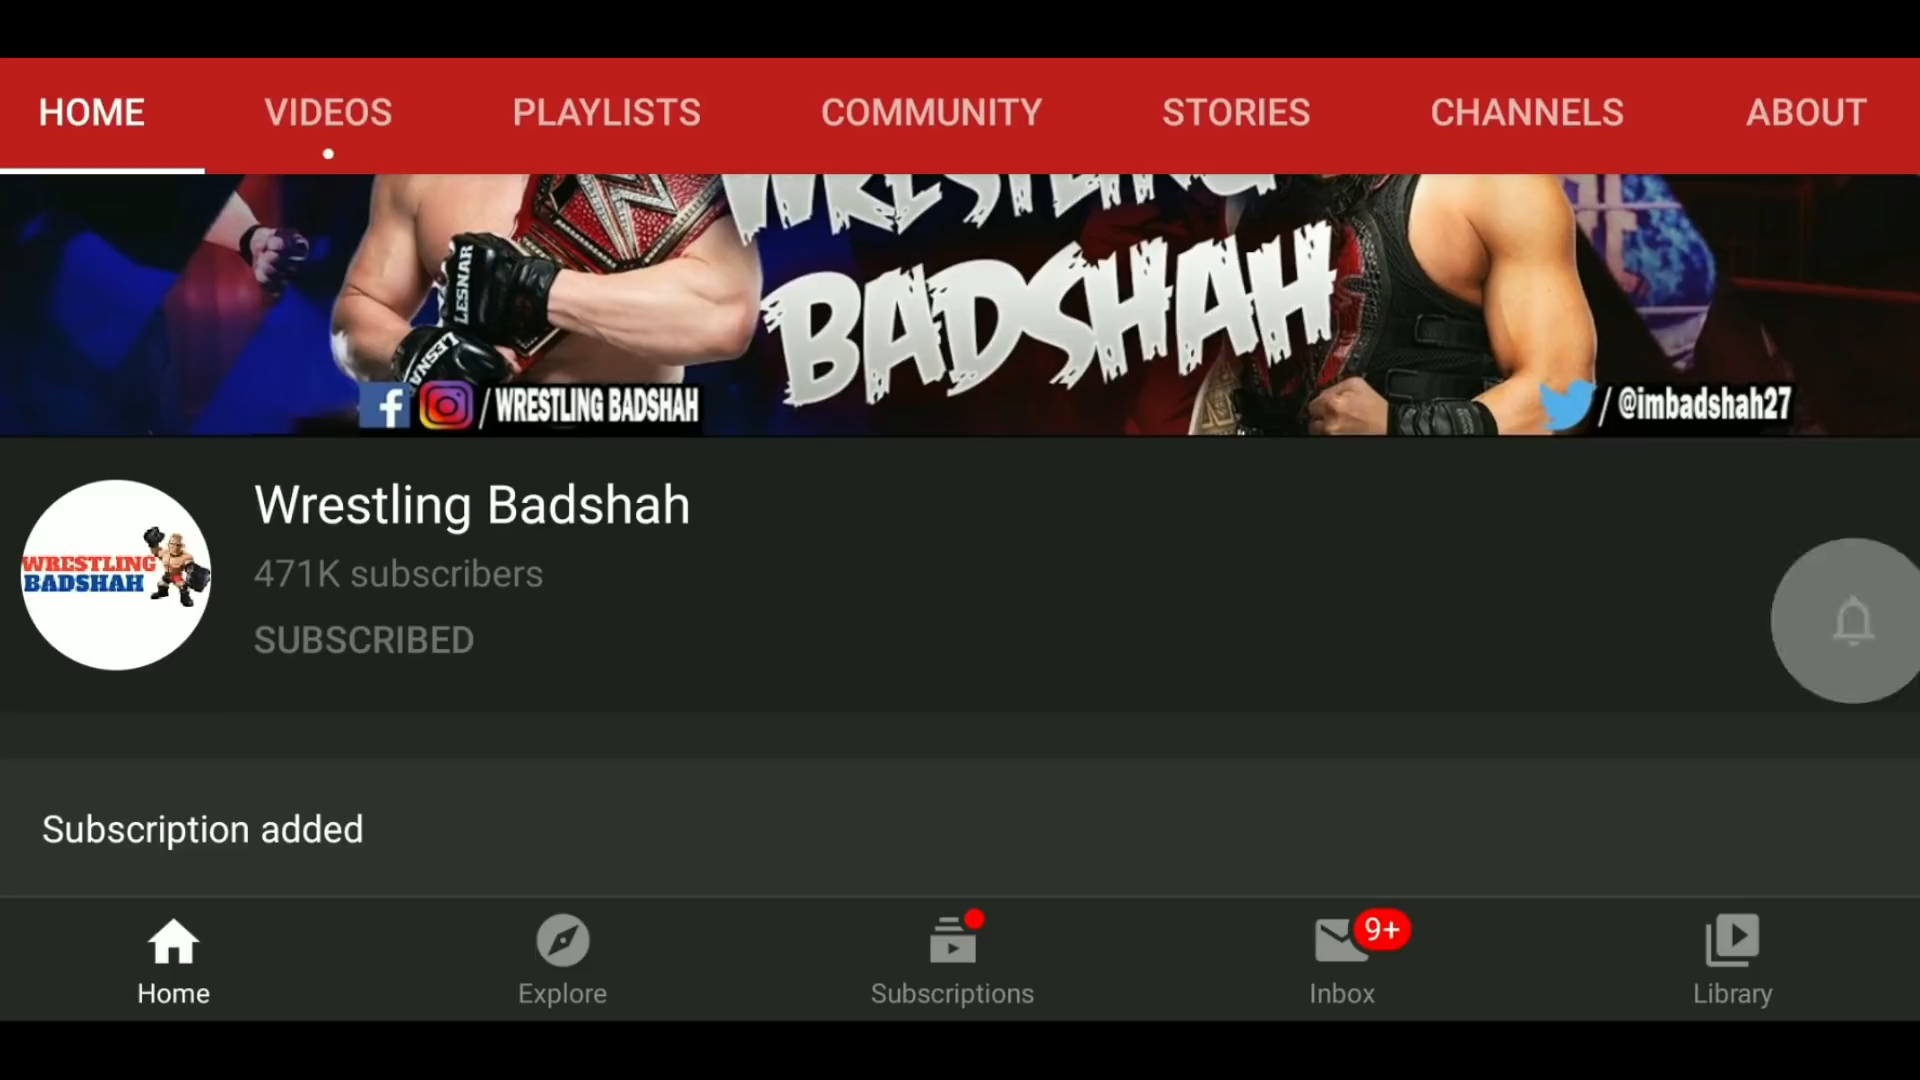 HOME VIDEOS PLAYLISTS COMMUNITY STORIES CHANNELS ABOUT
WRESTLING
BADSHAH
LESNAR
/ WRESTLING BADSHAH
/ @imbadshah27
Wrestling Badshah
471K subscribers
SUBSCRIBED
WRESTLING
BADSHAH
Subscription added
9+
Home Explore Subscriptions Inbox Library